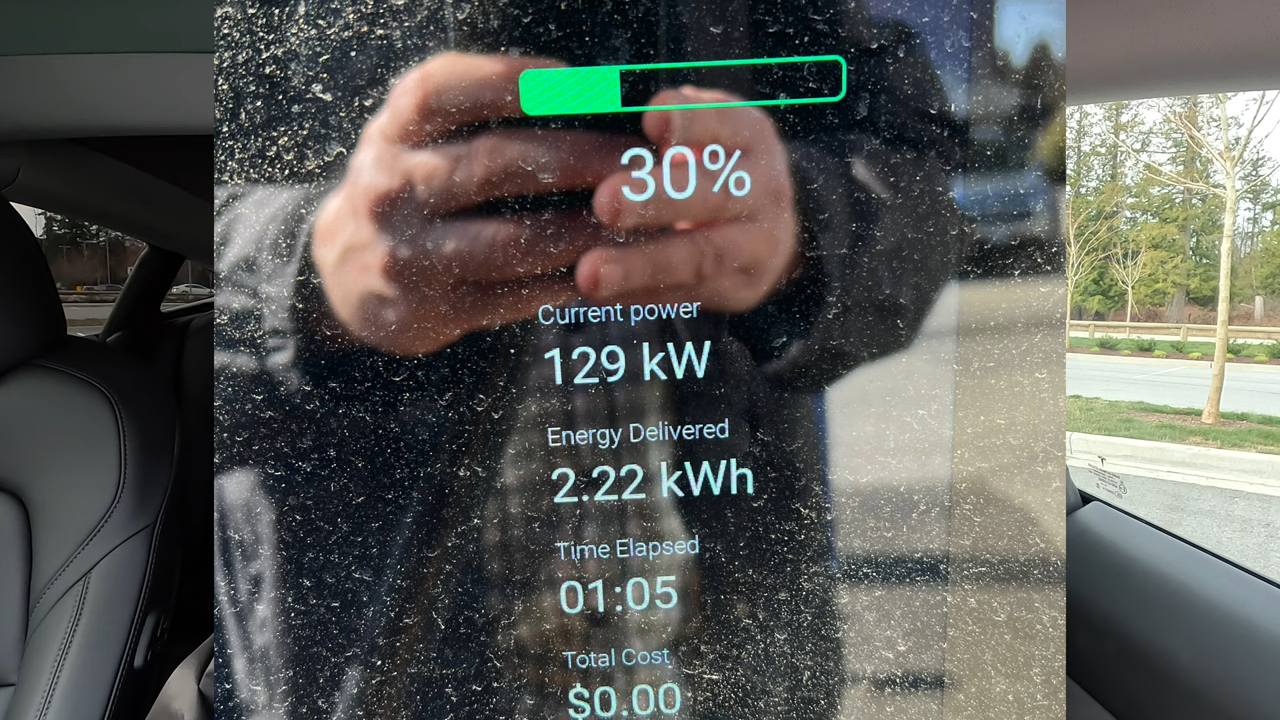 30%
Current power
129 kW
Energy Delivered
2.22 kWh
Time Elapsed
01:05
Total Cost
$0.00